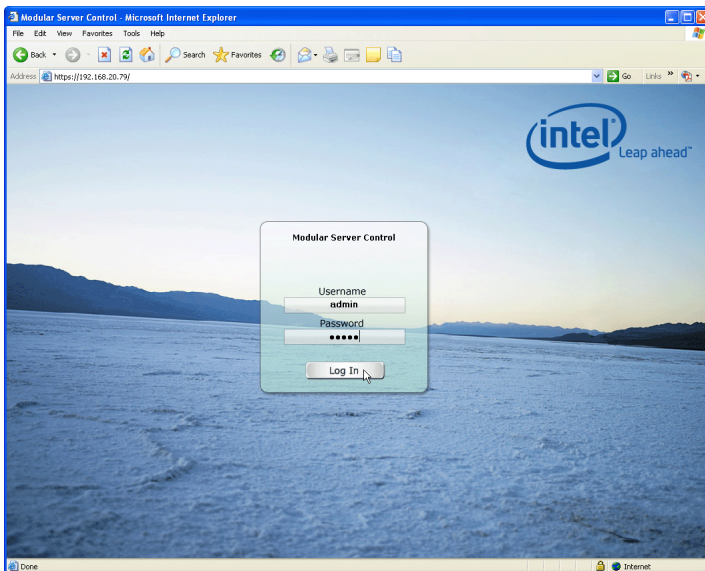 Modular Server Control - Microsoft Internet Explorer
File Edit View Favorites Tools Help
Back Search Favorites
Address https://192.168.20.79/ Go Links »
intel
Leap ahead™
Modular Server Control
Username
admin
Password
•••••
Log In
Done Internet